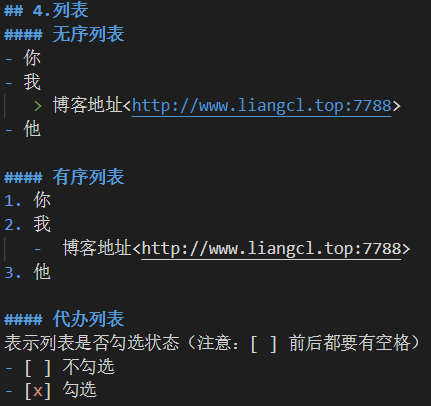 ## 4.列表
#### 无序列表
- 你
- 我
  > 博客地址<http://www.liangcl.top:7788>
- 他

#### 有序列表
1. 你
2. 我
   -  博客地址<http://www.liangcl.top:7788>
3. 他

#### 代办列表
表示列表是否勾选状态（注意：[ ] 前后都要有空格）
- [ ] 不勾选
- [x] 勾选